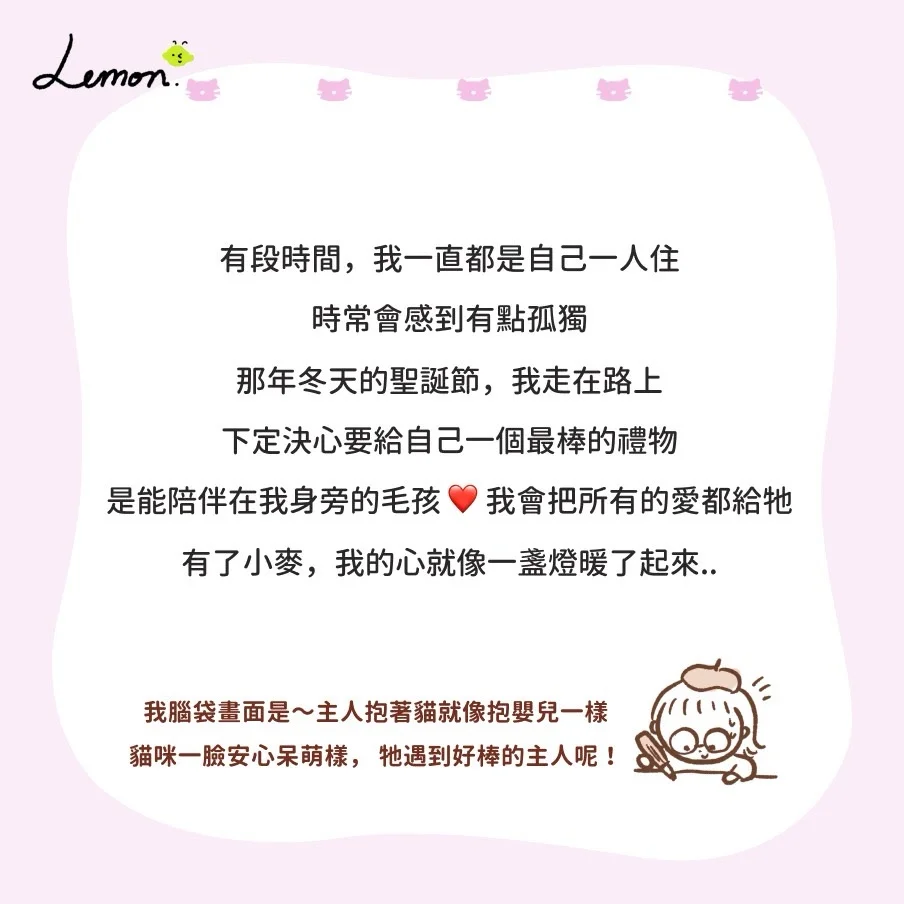 Lemon.
有段時間，我一直都是自己一人住
時常會感到有點孤獨
那年冬天的聖誕節，我走在路上
下定決心要給自己一個最棒的禮物
是能陪伴在我身旁的毛孩❤️我會把所有的愛都給牠
有了小麥，我的心就像一盞燈暖了起來..
我腦袋畫面是～主人抱著貓就像抱嬰兒一樣
貓咪一臉安心呆萌樣， 牠遇到好棒的主人呢！